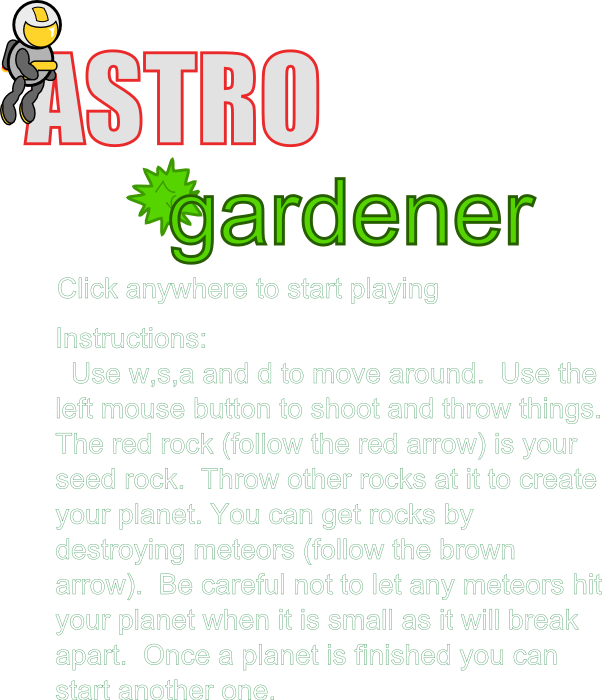 ASTRO
gardener
Click anywhere to start playing
Instructions:
Use w,s,a and d to move around.  Use the
left mouse button to shoot and throw things.
The red rock (follow the red arrow) is your
seed rock.  Throw other rocks at it to create
your planet. You can get rocks by
destroying meteors (follow the brown
arrow).  Be careful not to let any meteors hit
your planet when it is small as it will break
apart.  Once a planet is finished you can
start another one.